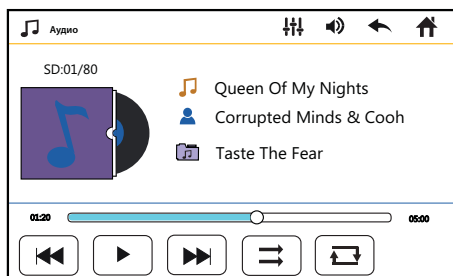 Аудио
SD:01/80
Queen Of My Nights
Corrupted Minds & Cooh
Taste The Fear
01:20 05:00